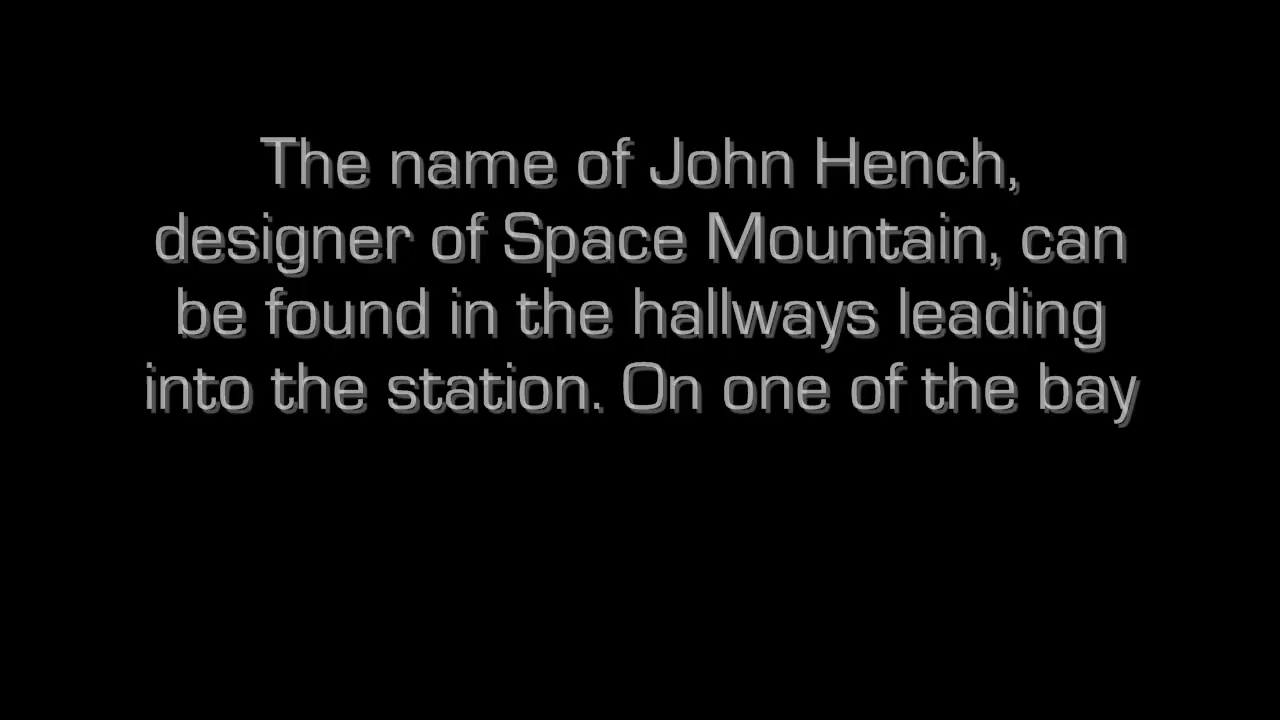 The name of John Hench,
designer of Space Mountain, can
be found in the hallways leading
into the station. On one of the bay